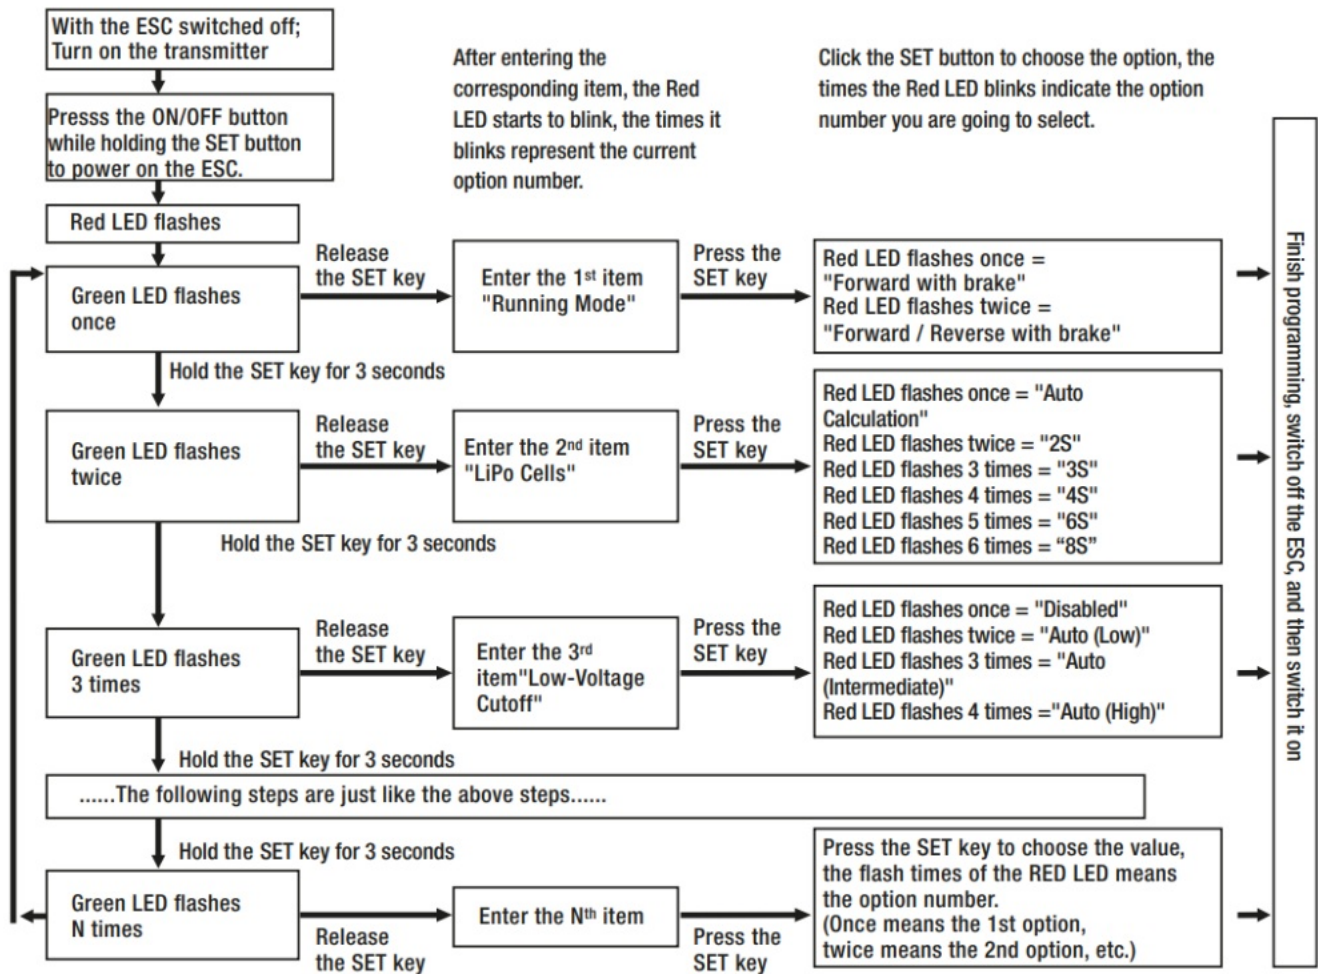 With the ESC switched off;
Turn on the transmitter
After entering the
corresponding item, the Red
LED starts to blink, the times it
blinks represent the current
option number.
Click the SET button to choose the option, the
times the Red LED blinks indicate the option
number you are going to select.
Presss the ON/OFF button
while holding the SET button
to power on the ESC.
Red LED flashes
Green LED flashes
once
Release
the SET key
Enter the 1st item
"Running Mode"
Press the
SET key
Red LED flashes once =
"Forward with brake"
Red LED flashes twice =
"Forward / Reverse with brake"
Hold the SET key for 3 seconds
Green LED flashes
twice
Release
the SET key
Enter the 2nd item
"LiPo Cells"
Press the
SET key
Red LED flashes once = "Auto
Calculation"
Red LED flashes twice = "2S"
Red LED flashes 3 times = "3S"
Red LED flashes 4 times = "4S"
Red LED flashes 5 times = "6S"
Red LED flashes 6 times = “8S”
Hold the SET key for 3 seconds
Green LED flashes
3 times
Release
the SET key
Enter the 3rd
item"Low-Voltage
Cutoff"
Press the
SET key
Red LED flashes once = "Disabled"
Red LED flashes twice = "Auto (Low)"
Red LED flashes 3 times = "Auto
(Intermediate)"
Red LED flashes 4 times ="Auto (High)"
Hold the SET key for 3 seconds
......The following steps are just like the above steps......
Hold the SET key for 3 seconds
Green LED flashes
N times
Release
the SET key
Enter the Nth item
Press the
SET key
Press the SET key to choose the value,
the flash times of the RED LED means
the option number.
(Once means the 1st option,
twice means the 2nd option, etc.)
Finish programming, switch off the ESC, and then switch it on